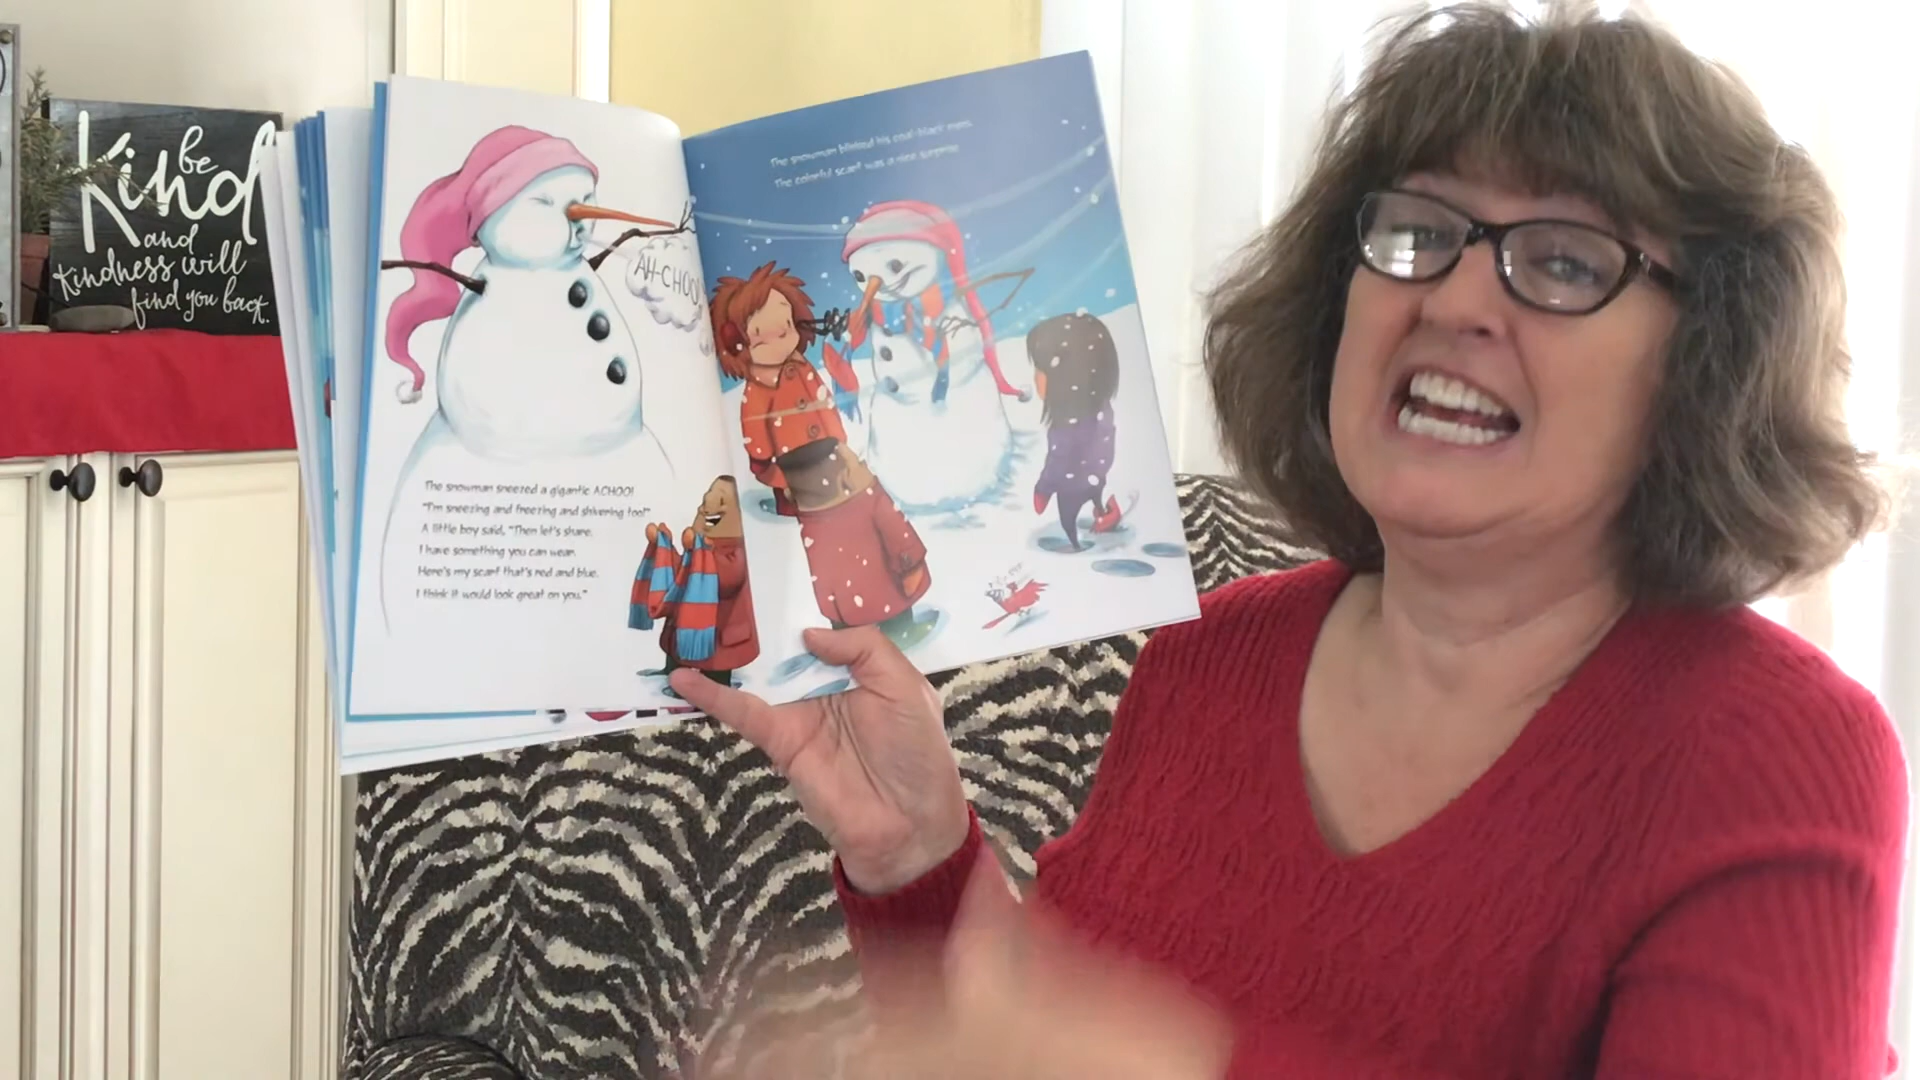 be
Kind
and
Kindness will
find you back.
AH-CHOO!
The snowman sneezed a gigantic ACHOO!
"I'm sneezing and freezing and shivering too!"
A little boy said, "Then let's share.
I have something you can wear.
Here's my scarf that's red and blue.
I think it would look great on you."
The snowman blinked his coal-black eyes.
The colorful scarf was a nice surprise.